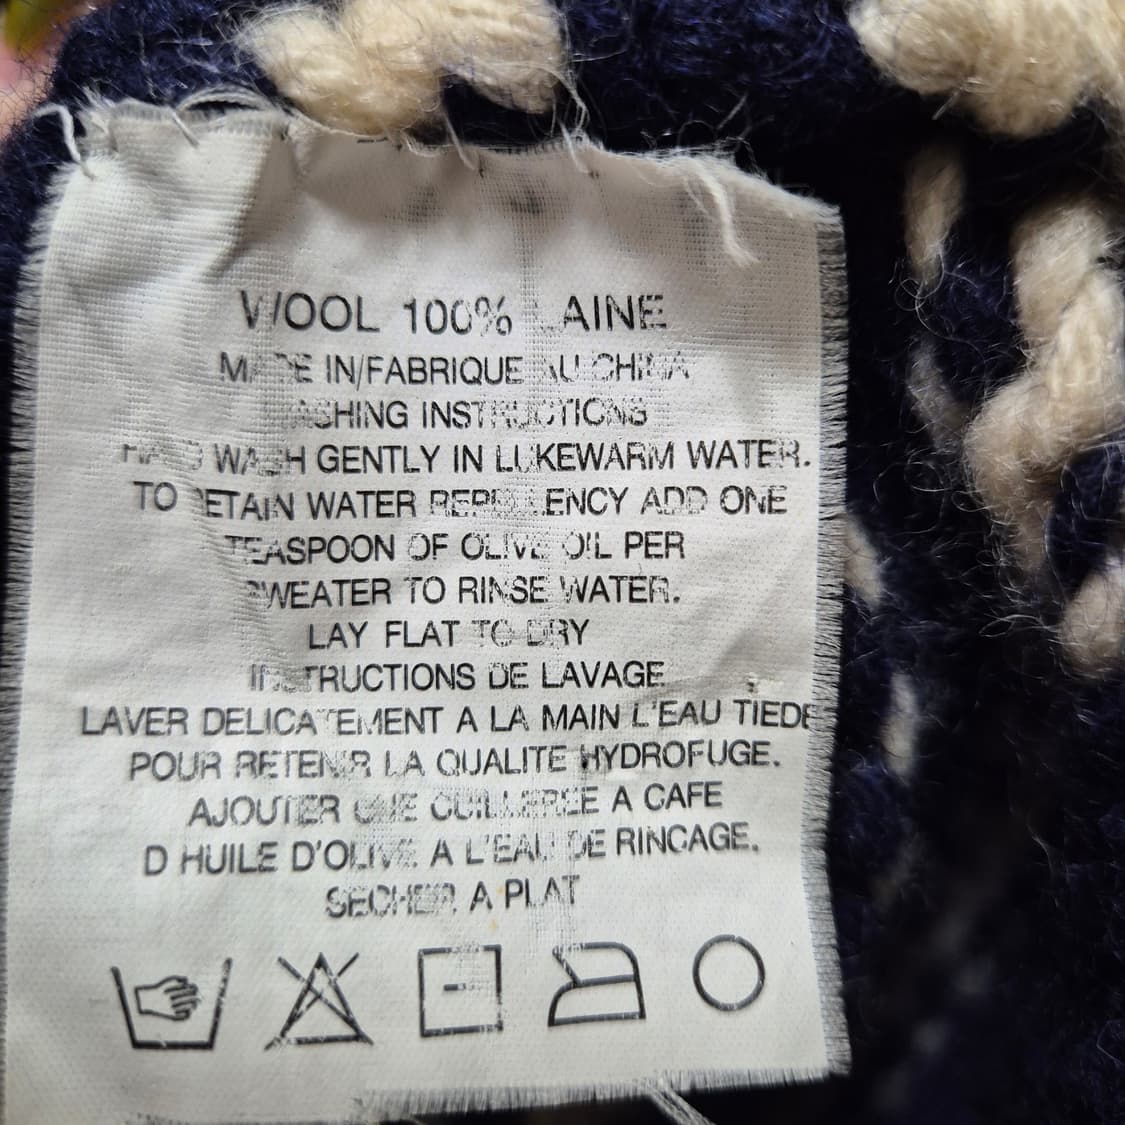 WOOL 100% LAINE
MADE IN/FABRIQUE AU CHINA
WASHING INSTRUCTIONS
HAND WASH GENTLY IN LUKEWARM WATER.
TO RETAIN WATER REPELLENCY ADD ONE
TEASPOON OF OLIVE OIL PER
SWEATER TO RINSE WATER.
LAY FLAT TO DRY
INSTRUCTIONS DE LAVAGE
LAVER DELICATEMENT A LA MAIN L'EAU TIEDE
POUR RETENIR LA QUALITE HYDROFUGE.
AJOUTER UNE CUILLEREE A CAFE
D HUILE D'OLIVE A L'EAU DE RINCAGE.
SECHER A PLAT